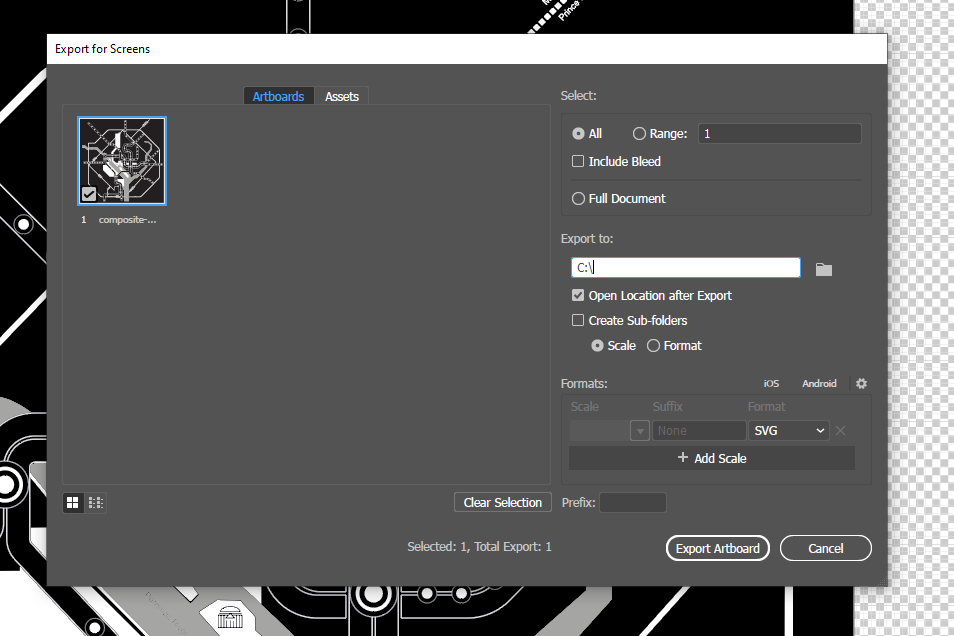 Prince
Export for Screens
Artboards
Assets
1 composite-...
Clear Selection
Selected: 1, Total Export: 1
Select:
All
Range: 1
Include Bleed
Full Document
Export to:
C:\
Open Location after Export
Create Sub-folders
Scale
Format
Formats:
iOS
Android
Scale
Suffix
Format
None
SVG
+ Add Scale
Prefix:
Export Artboard
Cancel